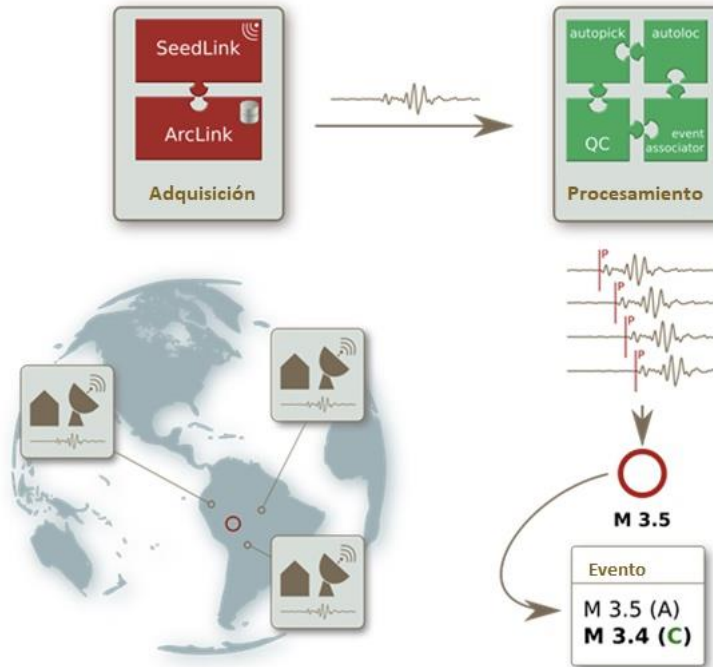 SeedLink
ArcLink
Adquisición
autopick
autoloc
QC
event
associator
Procesamiento
P
P
P
P
M 3.5
Evento
M 3.5 (A)
M 3.4 (C)